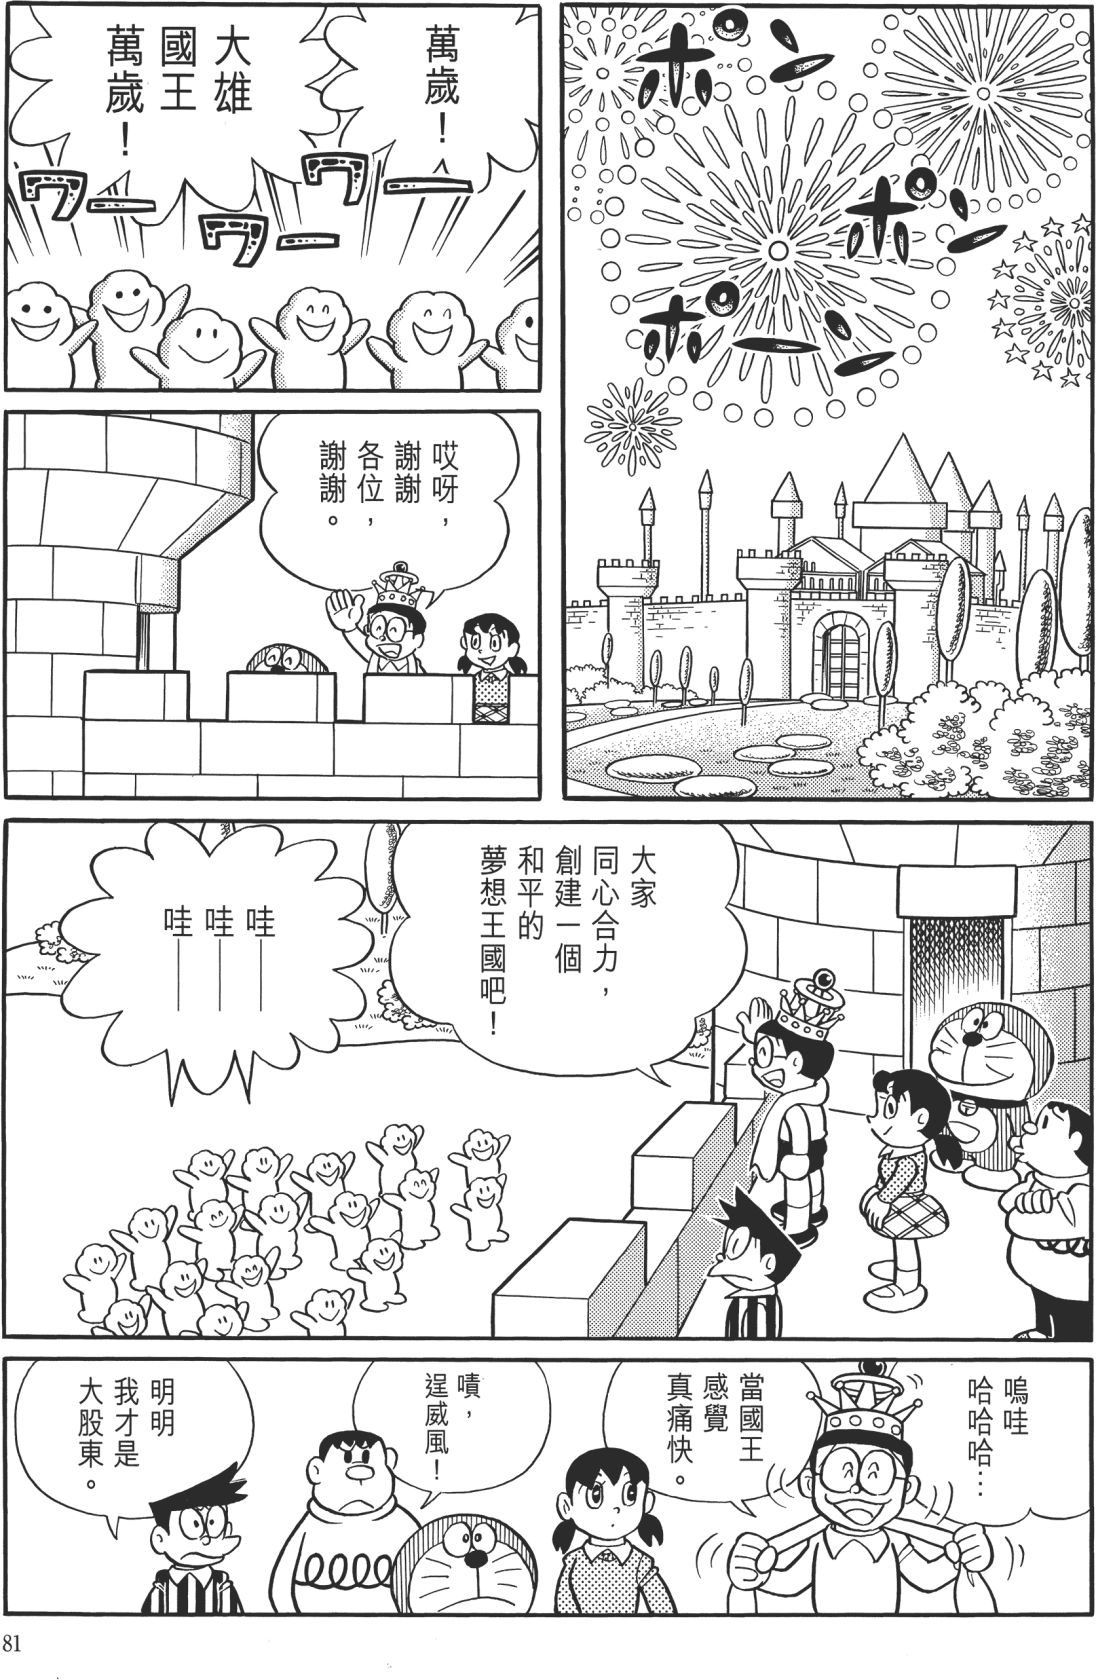 ポーン
ポーン
ポーン
萬歲！
大雄
國王
萬歲！
ワー
ワー
ワー
哎呀，
謝謝，
各位，
謝謝。
大家
同心合力，
創建一個
和平的
夢想王國吧！
哇——
哇——
哇——
嗚哇
哈哈哈…
當國王
感覺
真痛快。
嘖，
逞威風！
明明
我才是
大股東。
81